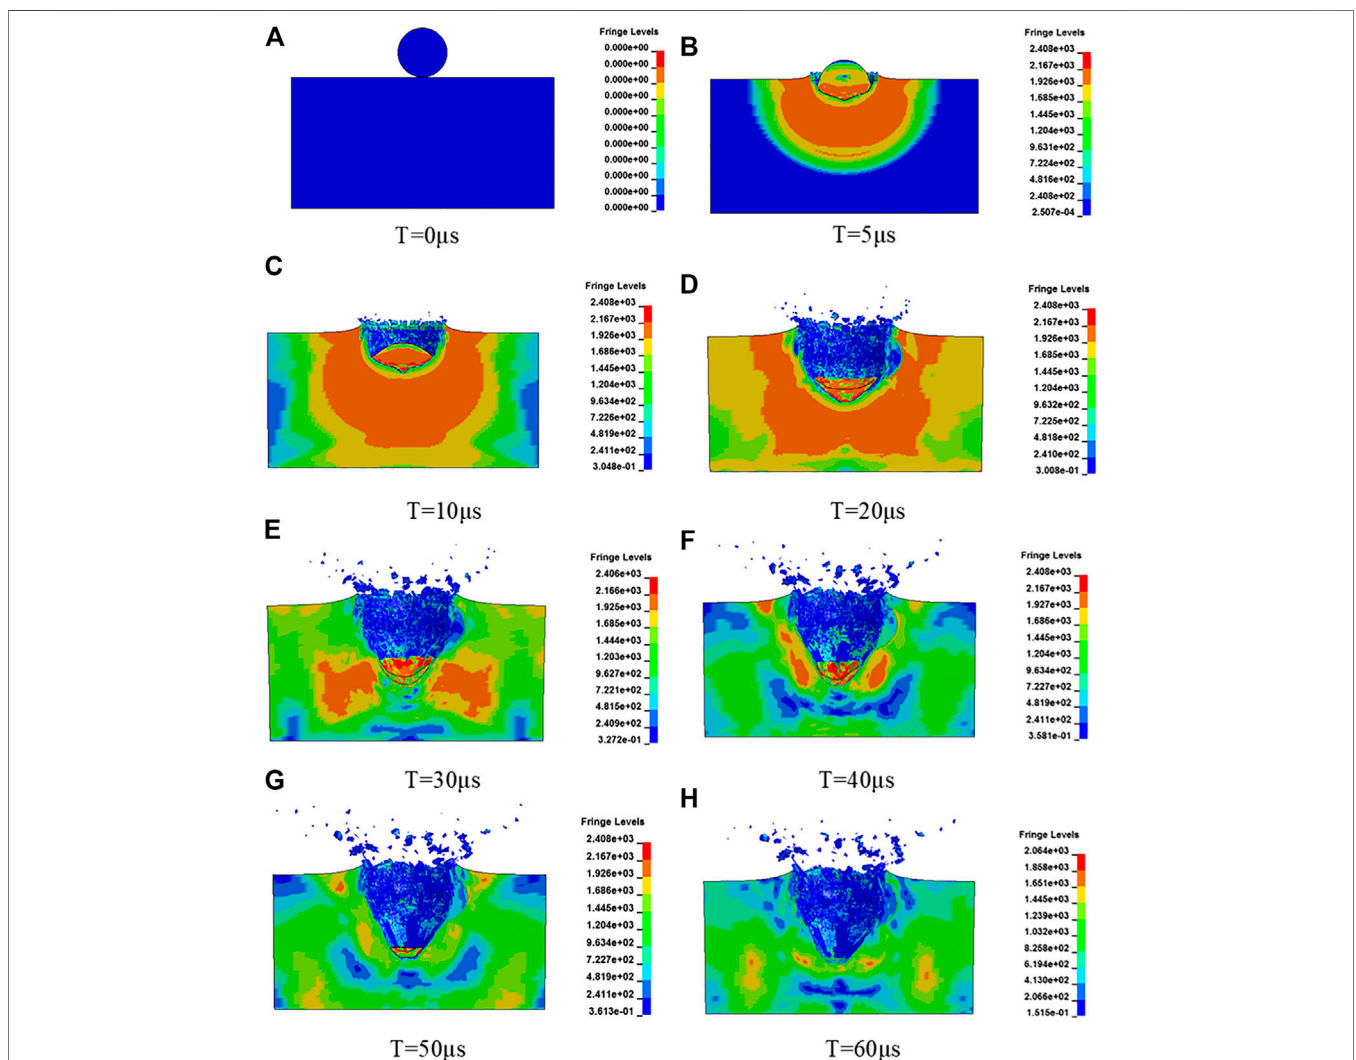 A
Fringe Levels
0.000e+00
0.000e+00
0.000e+00
0.000e+00
0.000e+00
0.000e+00
0.000e+00
0.000e+00
0.000e+00
0.000e+00
0.000e+00
T=0μs
B
Fringe Levels
2.408e+03
2.167e+03
1.926e+03
1.685e+03
1.445e+03
1.204e+03
9.631e+02
7.224e+02
4.816e+02
2.408e+02
2.507e-04
T=5μs
C
Fringe Levels
2.408e+03
2.167e+03
1.926e+03
1.686e+03
1.445e+03
1.204e+03
9.634e+02
7.226e+02
4.819e+02
2.411e+02
3.048e-01
T=10μs
D
Fringe Levels
2.408e+03
2.167e+03
1.926e+03
1.685e+03
1.445e+03
1.204e+03
9.632e+02
7.225e+02
4.818e+02
2.410e+02
3.008e-01
T=20μs
E
Fringe Levels
2.406e+03
2.166e+03
1.925e+03
1.685e+03
1.444e+03
1.203e+03
9.627e+02
7.221e+02
4.815e+02
2.409e+02
3.272e-01
T=30μs
F
Fringe Levels
2.408e+03
2.167e+03
1.927e+03
1.686e+03
1.445e+03
1.204e+03
9.634e+02
7.227e+02
4.819e+02
2.411e+02
3.581e-01
T=40μs
G
Fringe Levels
2.408e+03
2.167e+03
1.926e+03
1.686e+03
1.445e+03
1.204e+03
9.634e+02
7.227e+02
4.819e+02
2.411e+02
3.613e-01
T=50μs
H
Fringe Levels
2.064e+03
1.858e+03
1.651e+03
1.445e+03
1.239e+03
1.032e+03
8.258e+02
6.194e+02
4.130e+02
2.066e+02
1.515e-01
T=60μs